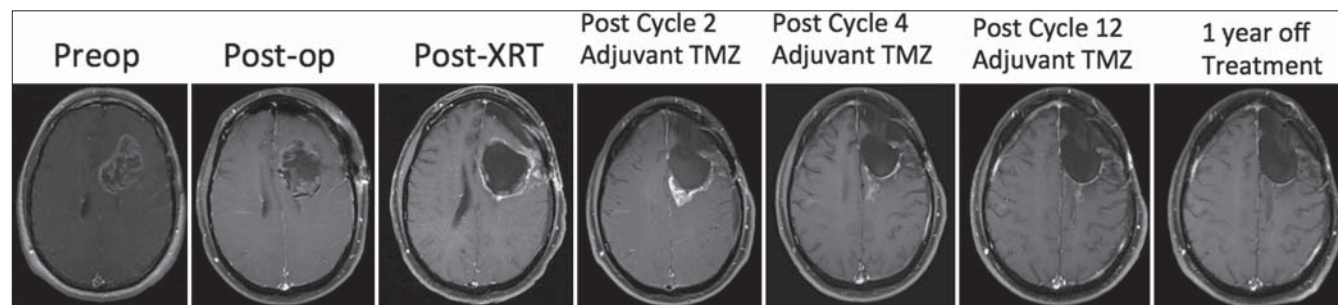 Preop
Post-op
Post-XRT
Post Cycle 2
Adjuvant TMZ
Post Cycle 4
Adjuvant TMZ
Post Cycle 12
Adjuvant TMZ
1 year off
Treatment